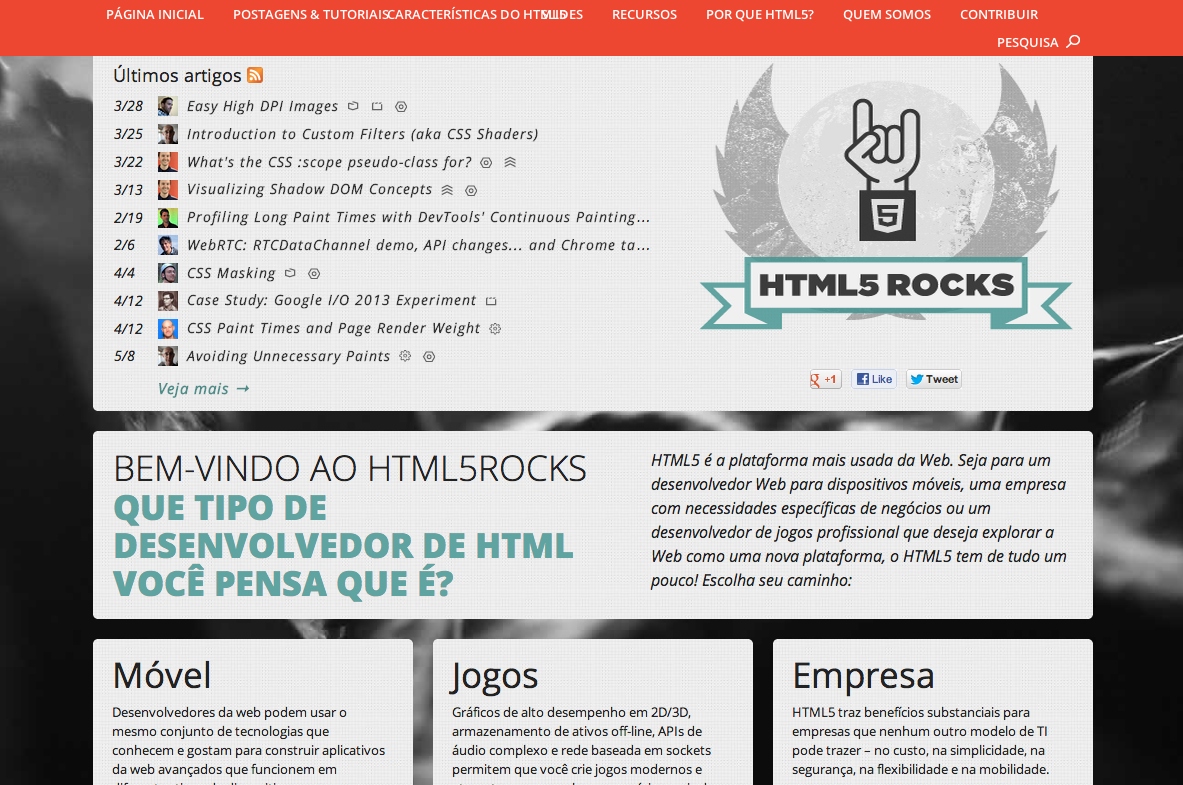 PÁGINA INICIAL
POSTAGENS & TUTORIAIS
CARACTERÍSTICAS DO HTML5
SLIDES
RECURSOS
POR QUE HTML5?
QUEM SOMOS
CONTRIBUIR
PESQUISA
Últimos artigos
3/28 Easy High DPI Images
3/25 Introduction to Custom Filters (aka CSS Shaders)
3/22 What's the CSS :scope pseudo-class for?
3/13 Visualizing Shadow DOM Concepts
2/19 Profiling Long Paint Times with DevTools' Continuous Painting...
2/6 WebRTC: RTCDataChannel demo, API changes... and Chrome ta...
4/4 CSS Masking
4/12 Case Study: Google I/O 2013 Experiment
4/12 CSS Paint Times and Page Render Weight
5/8 Avoiding Unnecessary Paints
Veja mais →
5
HTML5 ROCKS
g +1
Like
Tweet
BEM-VINDO AO HTML5ROCKS
QUE TIPO DE
DESENVOLVEDOR DE HTML
VOCÊ PENSA QUE É?
HTML5 é a plataforma mais usada da Web. Seja para um
desenvolvedor Web para dispositivos móveis, uma empresa
com necessidades específicas de negócios ou um
desenvolvedor de jogos profissional que deseja explorar a
Web como uma nova plataforma, o HTML5 tem de tudo um
pouco! Escolha seu caminho:
Móvel
Desenvolvedores da web podem usar o
mesmo conjunto de tecnologias que
conhecem e gostam para construir aplicativos
da web avançados que funcionem em
Jogos
Gráficos de alto desempenho em 2D/3D,
armazenamento de ativos off-line, APIs de
áudio complexo e rede baseada em sockets
permitem que você crie jogos modernos e
Empresa
HTML5 traz benefícios substanciais para
empresas que nenhum outro modelo de TI
pode trazer – no custo, na simplicidade, na
segurança, na flexibilidade e na mobilidade.